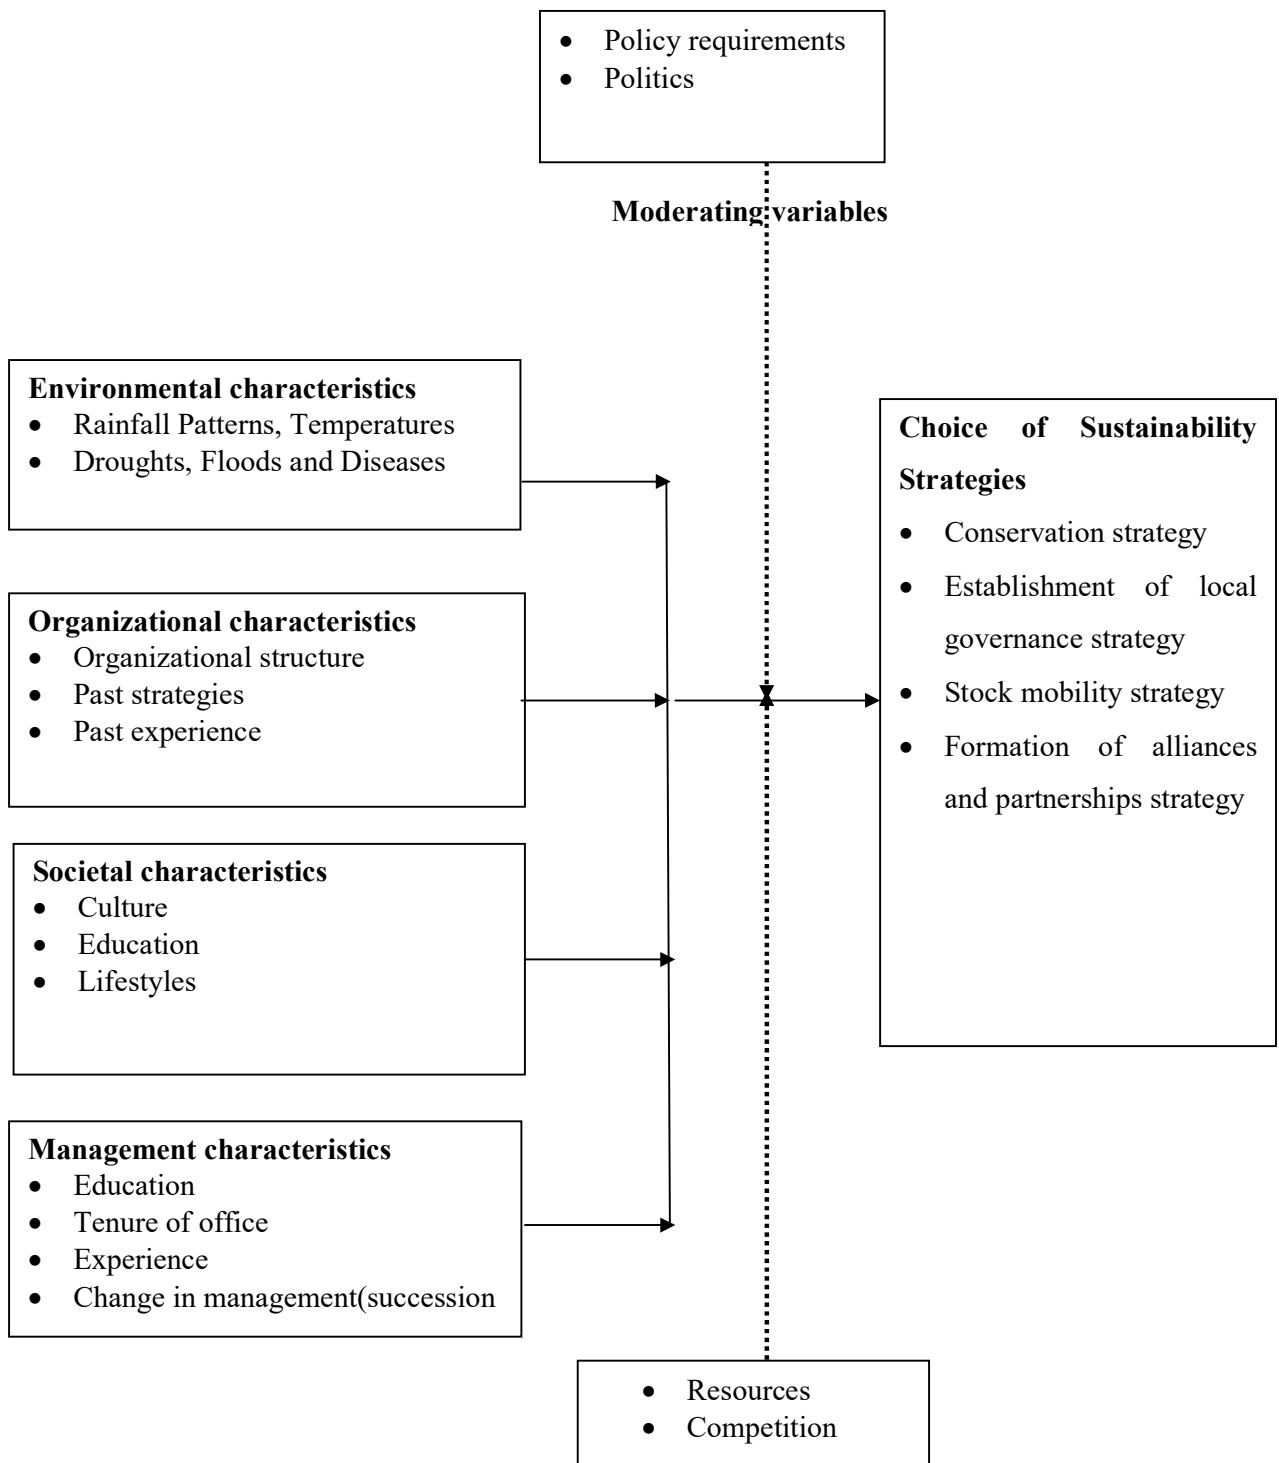 • Policy requirements
• Politics
Moderating variables
Environmental characteristics
• Rainfall Patterns, Temperatures
• Droughts, Floods and Diseases
Organizational characteristics
• Organizational structure
• Past strategies
• Past experience
Societal characteristics
• Culture
• Education
• Lifestyles
Management characteristics
• Education
• Tenure of office
• Experience
• Change in management(succession
Choice of Sustainability
Strategies
• Conservation strategy
• Establishment of local
governance strategy
• Stock mobility strategy
• Formation of alliances
and partnerships strategy
• Resources
• Competition